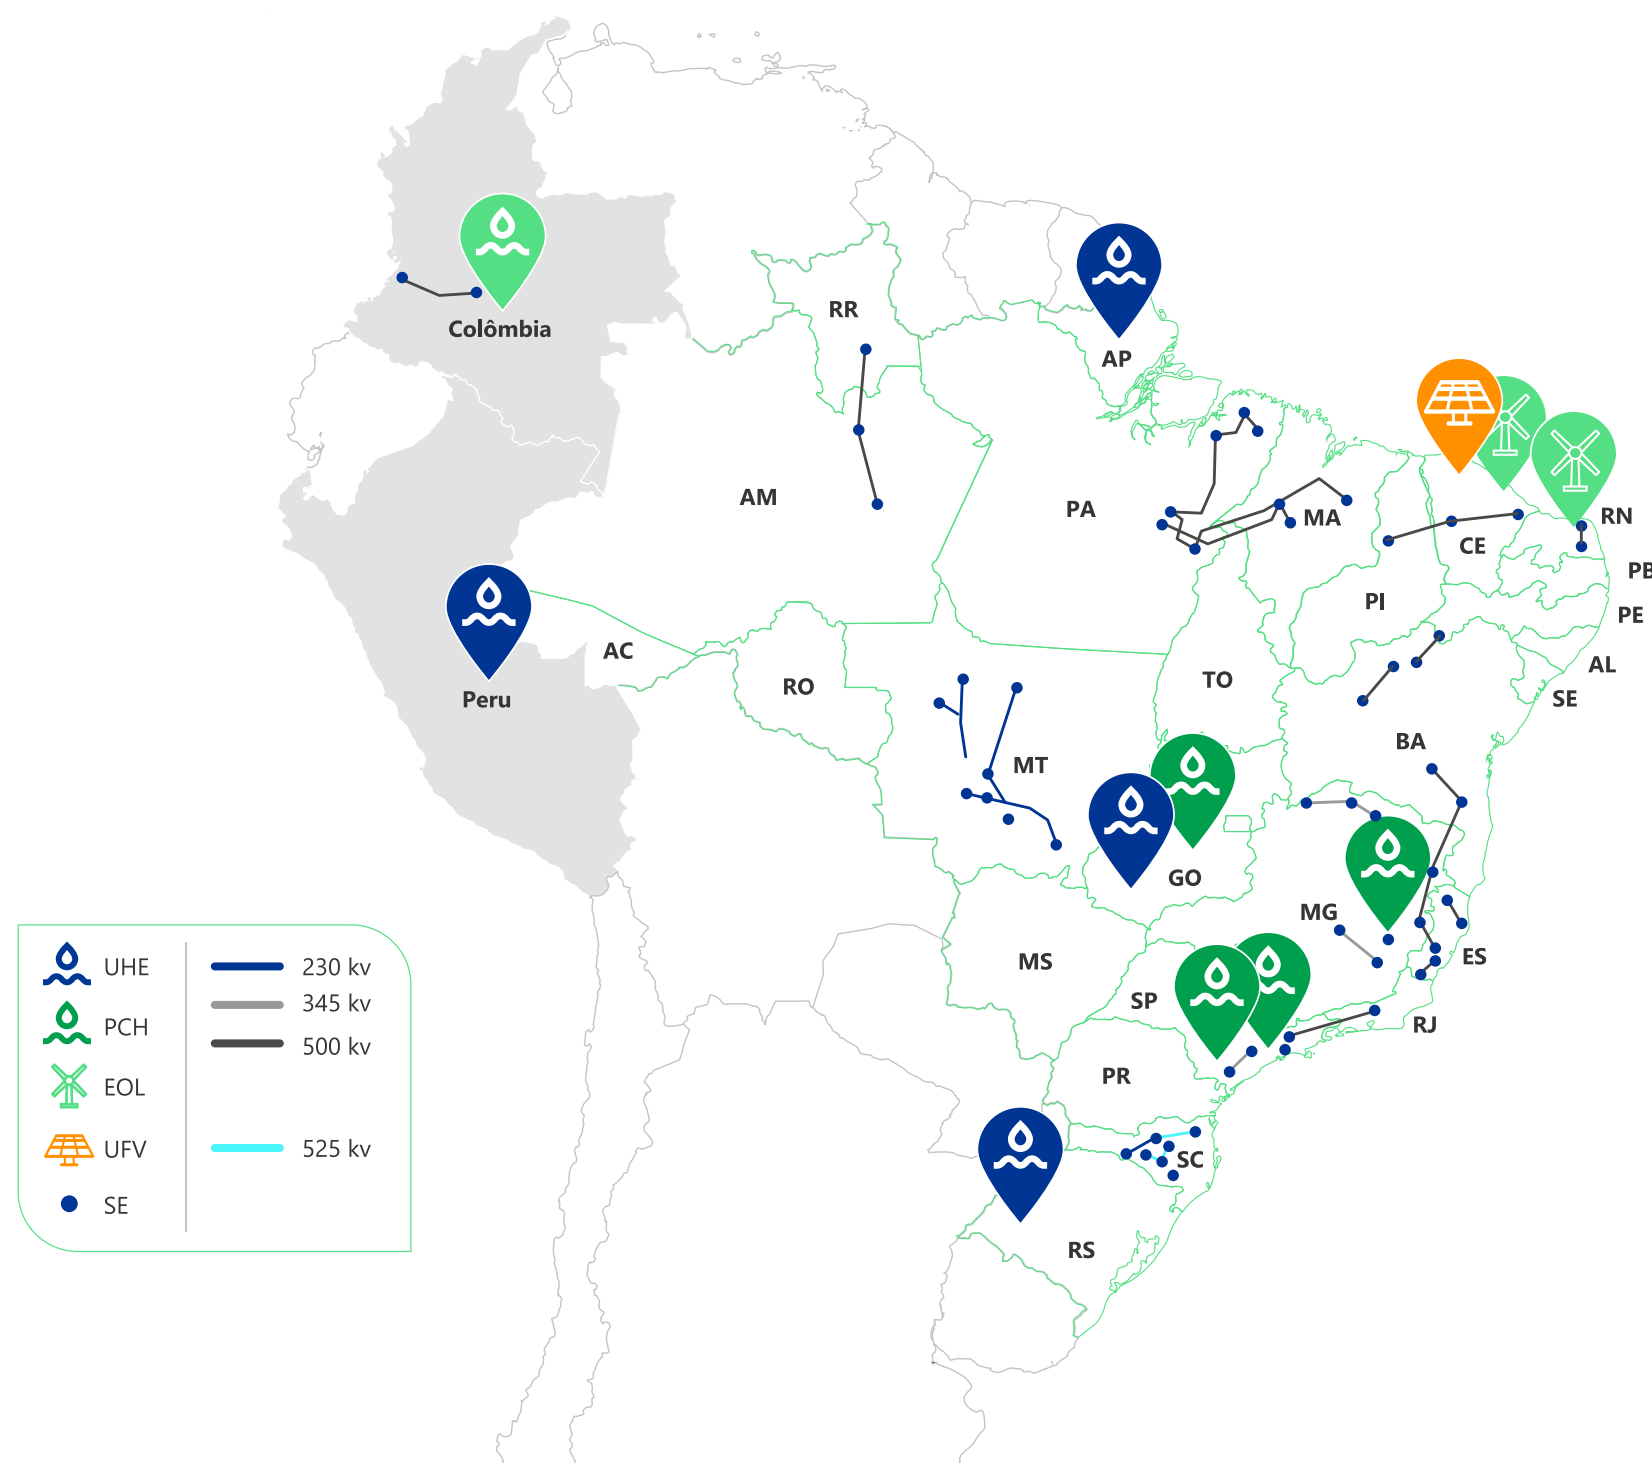 Colômbia
RR
AP
AM
PA
MA
RN
CE
PB
PI
PE
AC
AL
RO
TO
SE
Peru
BA
MT
GO
MG
ES
MS
SP
RJ
PR
SC
RS
UHE
230 kv
345 kv
PCH
500 kv
EOL
UFV
525 kv
SE